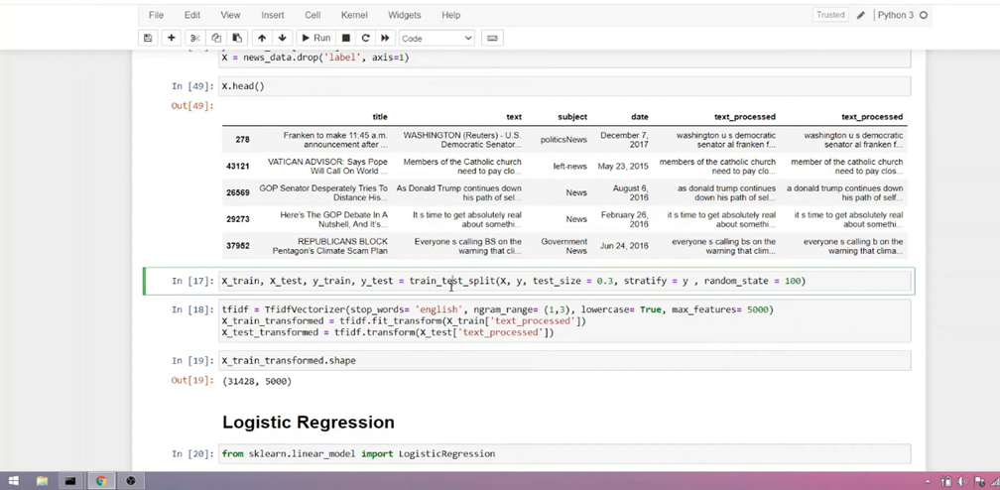 File Edit View Insert Cell Kernel Widgets Help Trusted Python 3
Run Code
X = news_data.drop('label', axis=1)
In [49]: X.head()
Out[49]:
title text subject date text_processed text_processed
278 Franken to make 11:45 a.m. announcement after ... WASHINGTON (Reuters) - U.S. Democratic Senator... politicsNews December 7, 2017 washington u s democratic senator al franken f... washington u s democratic senator al franken f...
43121 VATICAN ADVISOR: Says Pope Will Call On World ... Members of the Catholic church need to pay clo... left-news May 23, 2015 members of the catholic church need to pay clo... member of the catholic church need to pay clo...
26569 GOP Senator Desperately Tries To Distance His... As Donald Trump continues down his path of sel... News August 6, 2016 as donald trump continues down his path of sel... a donald trump continues down his path of self...
29273 Here's The GOP Debate In A Nutshell, And It's... It s time to get absolutely real about somethi... News February 26, 2016 it s time to get absolutely real about somethi... it s time to get absolutely real about somethi...
37952 REPUBLICANS BLOCK Pentagon's Climate Scam Plan Everyone s calling BS on the warning that cli... Government News Jun 24, 2016 everyone s calling bs on the warning that clim... everyone s calling b on the warning that clima...
In [17]: X_train, X_test, y_train, y_test = train_test_split(X, y, test_size = 0.3, stratify = y , random_state = 100)
In [18]: tfidf = TfidfVectorizer(stop_words= 'english', ngram_range= (1,3), lowercase= True, max_features= 5000)
X_train_transformed = tfidf.fit_transform(X_train['text_processed'])
X_test_transformed = tfidf.transform(X_test['text_processed'])
In [19]: X_train_transformed.shape
Out[19]: (31428, 5000)
Logistic Regression
In [20]: from sklearn.linear_model import LogisticRegression